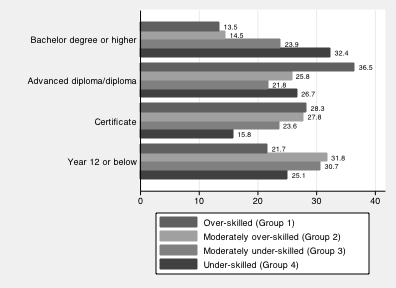 Bachelor degree or higher
13.5
14.5
23.9
32.4
Advanced diploma/diploma
36.5
25.8
21.8
26.7
Certificate
28.3
27.8
23.6
15.8
Year 12 or below
21.7
31.8
30.7
25.1
0 10 20 30 40
Over-skilled (Group 1)
Moderately over-skilled (Group 2)
Moderately under-skilled (Group 3)
Under-skilled (Group 4)